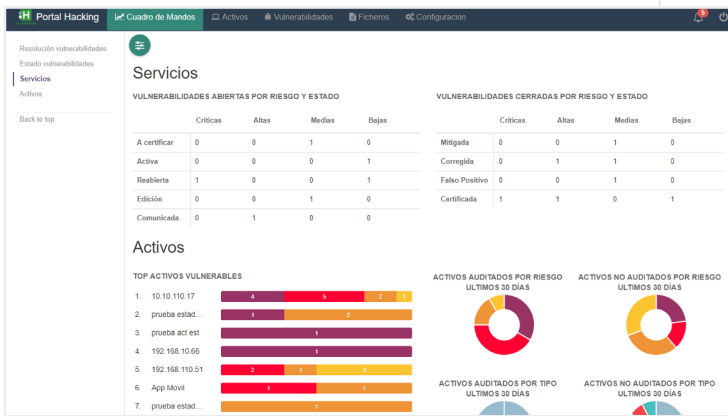 Portal Hacking Cuadro de Mandos Activos Vulnerabilidades Ficheros Configuracion 5
Resolución vulnerabilidades
Estado vulnerabilidades
Servicios
Activos
Back to top
Servicios
VULNERABILIDADES ABIERTAS POR RIESGO Y ESTADO
Críticas Altas Medias Bajas
A certificar 0 0 1 0
Activa 0 0 0 1
Reabierta 1 0 0 1
Edición 0 0 1 0
Comunicada 0 1 0 0
VULNERABILIDADES CERRADAS POR RIESGO Y ESTADO
Críticas Altas Medias Bajas
Mitigada 0 0 1 0
Corregida 0 1 1 0
Falso Positivo 0 0 1 0
Certificada 1 1 0 1
Activos
TOP ACTIVOS VULNERABLES
1. 10.10.110.17 4 5 2 1
2. prueba estad... 1 2
3. prueba act est 1
4. 192.168.10.66 1
5. 192.168.110.51 2 1 3
6. App Movil 1 1
7. prueba estad... 1
ACTIVOS AUDITADOS POR RIESGO
ULTIMOS 30 DÍAS
ACTIVOS NO AUDITADOS POR RIESGO
ULTIMOS 30 DÍAS
ACTIVOS AUDITADOS POR TIPO
ULTIMOS 30 DÍAS
ACTIVOS NO AUDITADOS POR TIPO
ULTIMOS 30 DÍAS